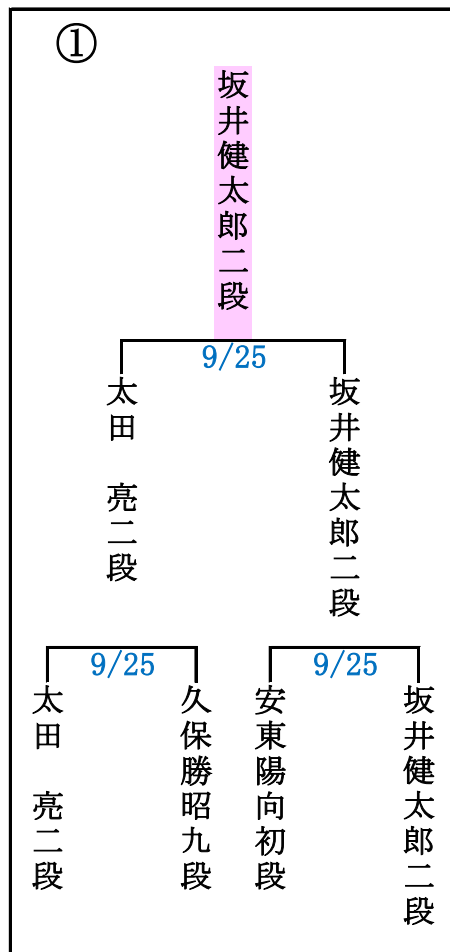 ①
坂井健太郎二段
9/25
太田 亮二段
坂井健太郎二段
9/25
9/25
太田 亮二段
久保勝昭九段
安東陽向初段
坂井健太郎二段